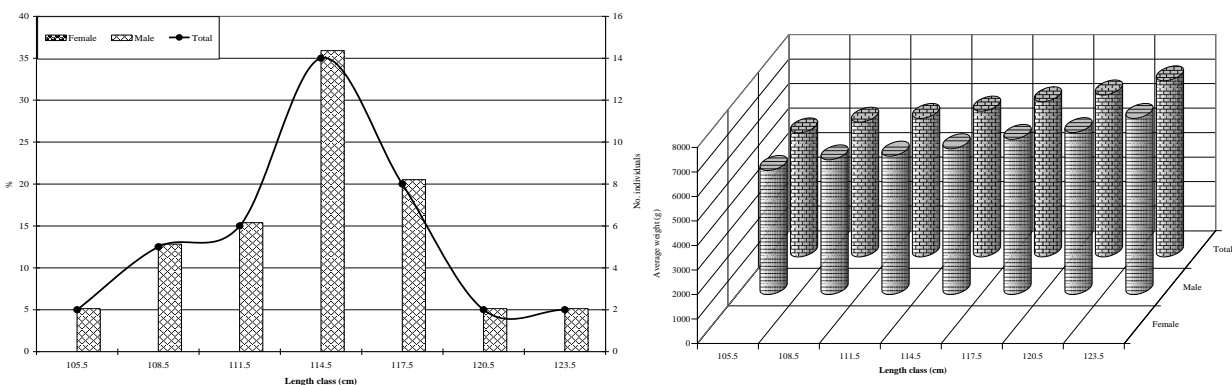 40
35
30
25
20
15
10
5
0
%
Female Male Total
16
14
12
10
8
6
4
2
0
No. individuals
105.5 108.5 111.5 114.5 117.5 120.5 123.5
Length class (cm)
8000
7000
6000
5000
4000
3000
2000
1000
0
Average weight (g)
105.5 108.5 111.5 114.5 117.5 120.5 123.5
Length class (cm)
Total
Male
Female